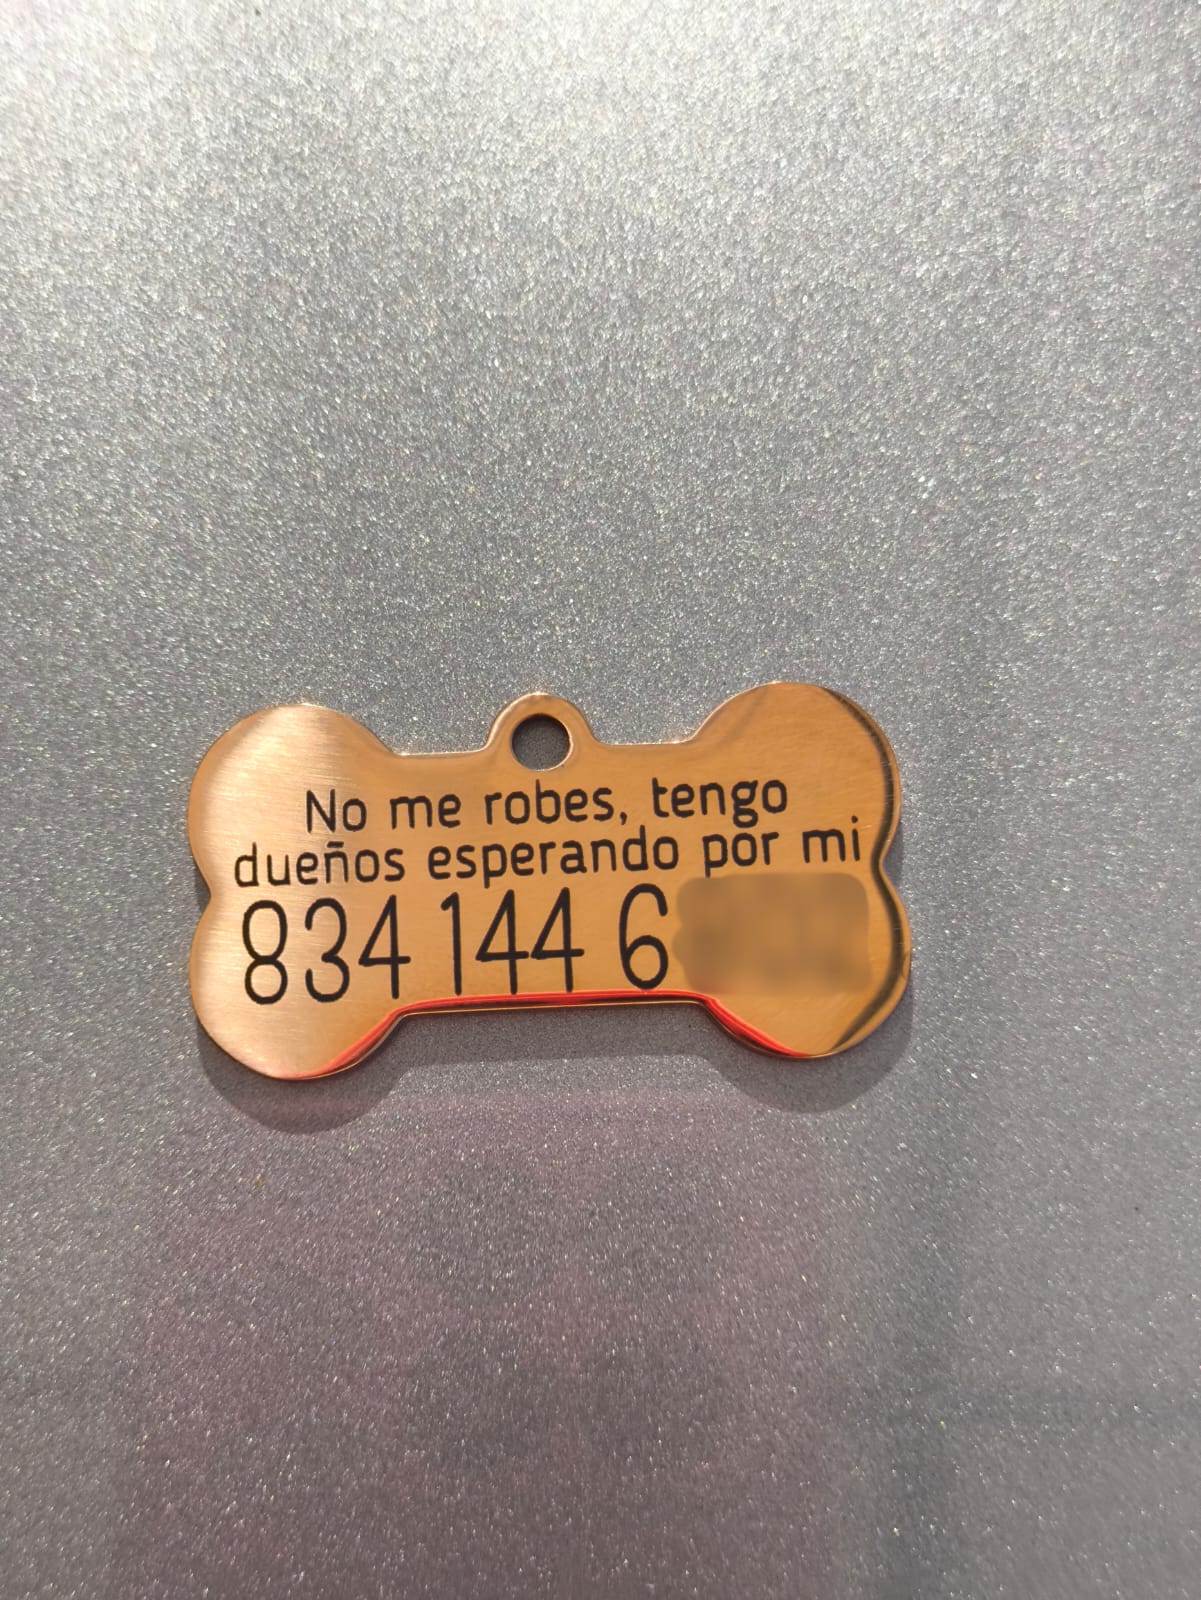 No me robes, tengo
dueños esperando por mi
834 144 6